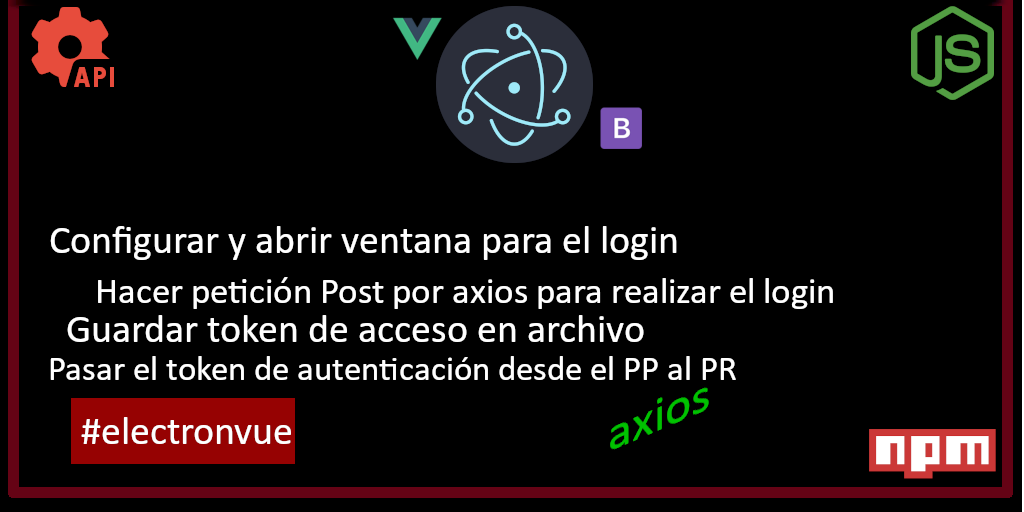 API
B
JS
Configurar y abrir ventana para el login
Hacer petición Post por axios para realizar el login
Guardar token de acceso en archivo
Pasar el token de autenticación desde el PP al PR
#electronvue
axios
npm